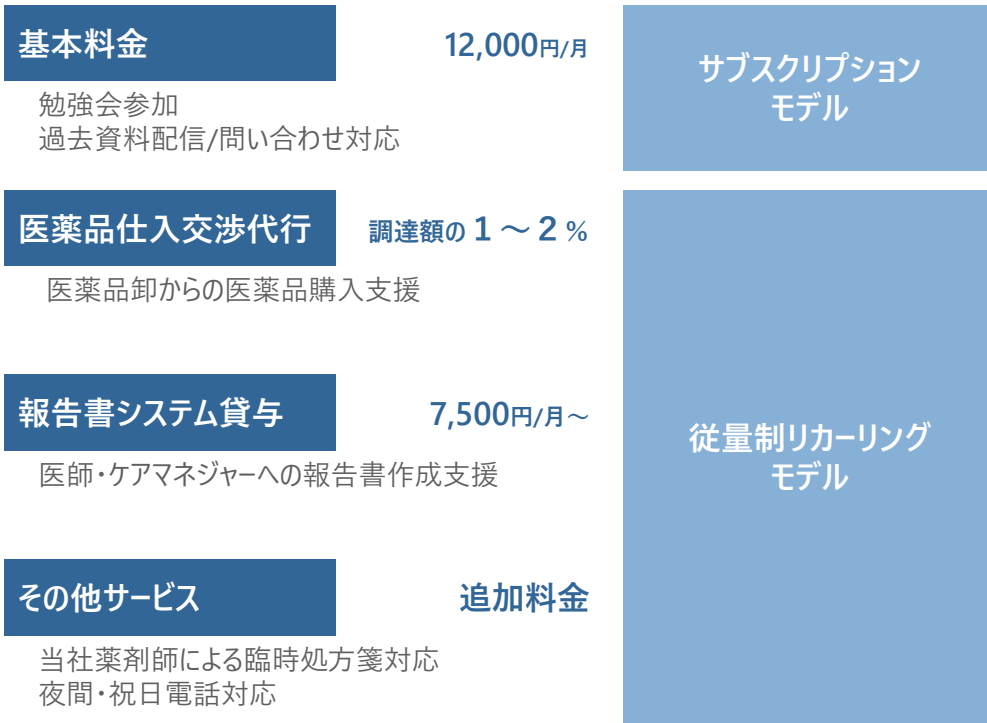 基本料金 12,000円/月
サブスクリプション
モデル
勉強会参加
過去資料配信/問い合わせ対応
医薬品仕入交渉代行 調達額の1～2%
医薬品卸からの医薬品購入支援
報告書システム貸与 7,500円/月～
医師・ケアマネジャーへの報告書作成支援
従量制リカーリング
モデル
その他サービス 追加料金
当社薬剤師による臨時処方箋対応
夜間・祝日電話対応